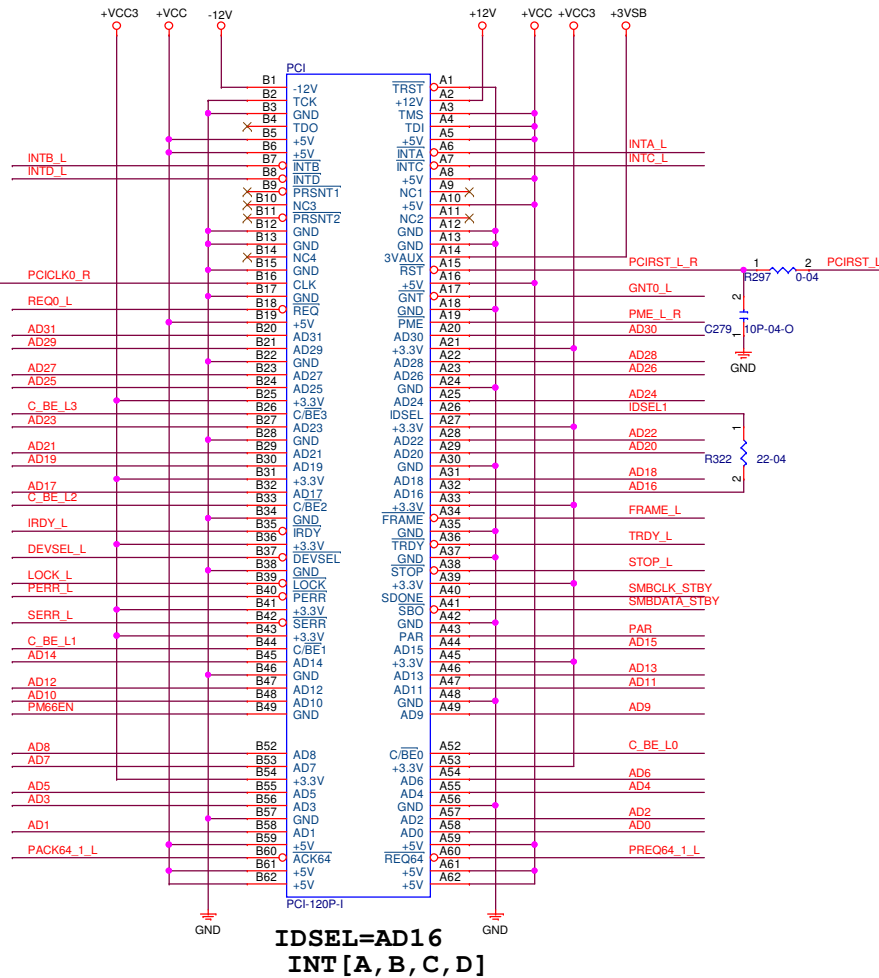 +VCC3 +VCC -12V +12V +VCC +VCC3 +3VSB
PCI
B1 -12V TRST A1
B2 TCK +12V A2
B3 GND TMS A3
B4 TDO TDI A4
B5 +5V +5V A5
B6 +5V INTA A6 INTA_L
INTB_L B7 INTB INTC A7 INTC_L
INTD_L B8 INTD +5V A8
B9 PRSNT1 NC1 A9
B10 NC3 +5V A10
B11 PRSNT2 NC2 A11
B12 GND GND A12
B13 GND GND A13
B14 NC4 3VAUX A14
B15 GND RST A15 PCIRST_L_R 1 2 PCIRST_L
R297 0-04
PCICLK0_R B16 CLK +5V A16
B17 GND GNT A17 GNT0_L
REQ0_L B18 REQ GND A18
B19 +5V PME A19 PME_L_R
2 C279 10P-04-O 1
GND
AD31 B20 AD31 AD30 A20 AD30
AD29 B21 AD29 +3.3V A21
B22 GND AD28 A22 AD28
AD27 B23 AD27 AD26 A23 AD26
AD25 B24 AD25 GND A24
B25 +3.3V AD24 A25 AD24
C_BE_L3 B26 C/BE3 IDSEL A26 IDSEL1
AD23 B27 AD23 +3.3V A27
B28 GND AD22 A28 AD22
AD21 B29 AD21 AD20 A29 AD20
1 R322 22-04 2
AD19 B30 AD19 GND A30
B31 +3.3V AD18 A31 AD18
AD17 B32 AD17 AD16 A32 AD16
C_BE_L2 B33 C/BE2 +3.3V A33
B34 GND FRAME A34 FRAME_L
IRDY_L B35 IRDY GND A35
B36 +3.3V TRDY A36 TRDY_L
DEVSEL_L B37 DEVSEL GND A37
B38 GND STOP A38 STOP_L
LOCK_L B39 LOCK +3.3V A39
PERR_L B40 PERR SDONE A40 SMBCLK_STBY
B41 +3.3V SBO A41 SMBDATA_STBY
SERR_L B42 SERR GND A42
B43 +3.3V PAR A43 PAR
C_BE_L1 B44 C/BE1 AD15 A44 AD15
AD14 B45 AD14 +3.3V A45
B46 GND AD13 A46 AD13
AD12 B47 AD12 AD11 A47 AD11
AD10 B48 AD10 GND A48
PM66EN B49 GND AD9 A49 AD9
AD8 B52 AD8 C/BE0 A52 C_BE_L0
AD7 B53 AD7 +3.3V A53
B54 +3.3V AD6 A54 AD6
AD5 B55 AD5 AD4 A55 AD4
AD3 B56 AD3 GND A56
B57 GND AD2 A57 AD2
AD1 B58 AD1 AD0 A58 AD0
B59 +5V +5V A59
PACK64_1_L B60 ACK64 REQ64 A60 PREQ64_1_L
B61 +5V +5V A61
B62 +5V +5V A62
PCI-120P-I
GND GND
IDSEL=AD16
INT[A,B,C,D]